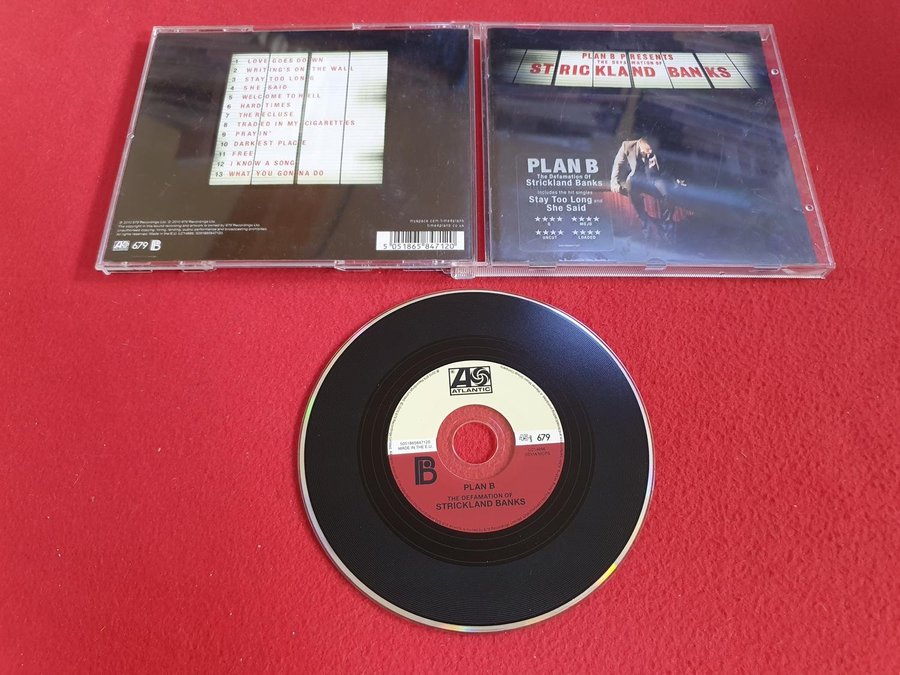 1 LOVE GOES DOWN
2 WRITING'S ON THE WALL
3 STAY TOO LONG
4 SHE SAID
5 WELCOME TO HELL
6 HARD TIMES
7 THE RECLUSE
8 TRADED IN MY CIGARETTES
9 PRAYIN'
10 DARKEST PLACE
11 FREE
12 I KNOW A SONG
13 WHAT YOU GONNA DO
679 B
5 051865 847120
PLAN B PRESENTS
THE DEFAMATION OF
STRICKLAND BANKS
PLAN B
The Defamation Of
Strickland Banks
includes the hit singles
Stay Too Long and
She Said
★★★★ ★★★★
Q MOJO
★★★★ ★★★★
UNCUT LOADED
ATLANTIC
5051865847120
MADE IN THE E.U.
679
B
PLAN B
THE DEFAMATION OF
STRICKLAND BANKS